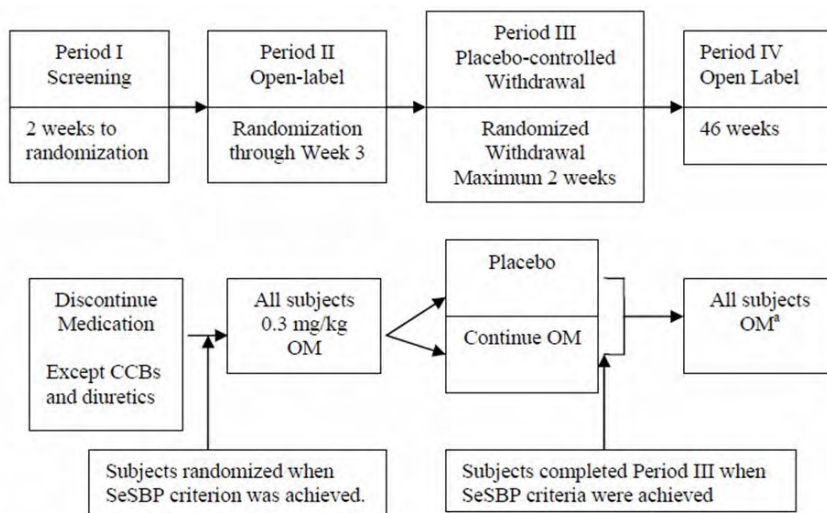 Period I
Screening
2 weeks to
randomization
Period II
Open-label
Randomization
through Week 3
Period III
Placebo-controlled
Withdrawal
Randomized
Withdrawal
Maximum 2 weeks
Period IV
Open Label
46 weeks
Discontinue
Medication
Except CCBs
and diuretics
All subjects
0.3 mg/kg
OM
Placebo
Continue OM
All subjects
OMᵃ
Subjects randomized when
SeSBP criterion was achieved.
Subjects completed Period III when
SeSBP criteria were achieved